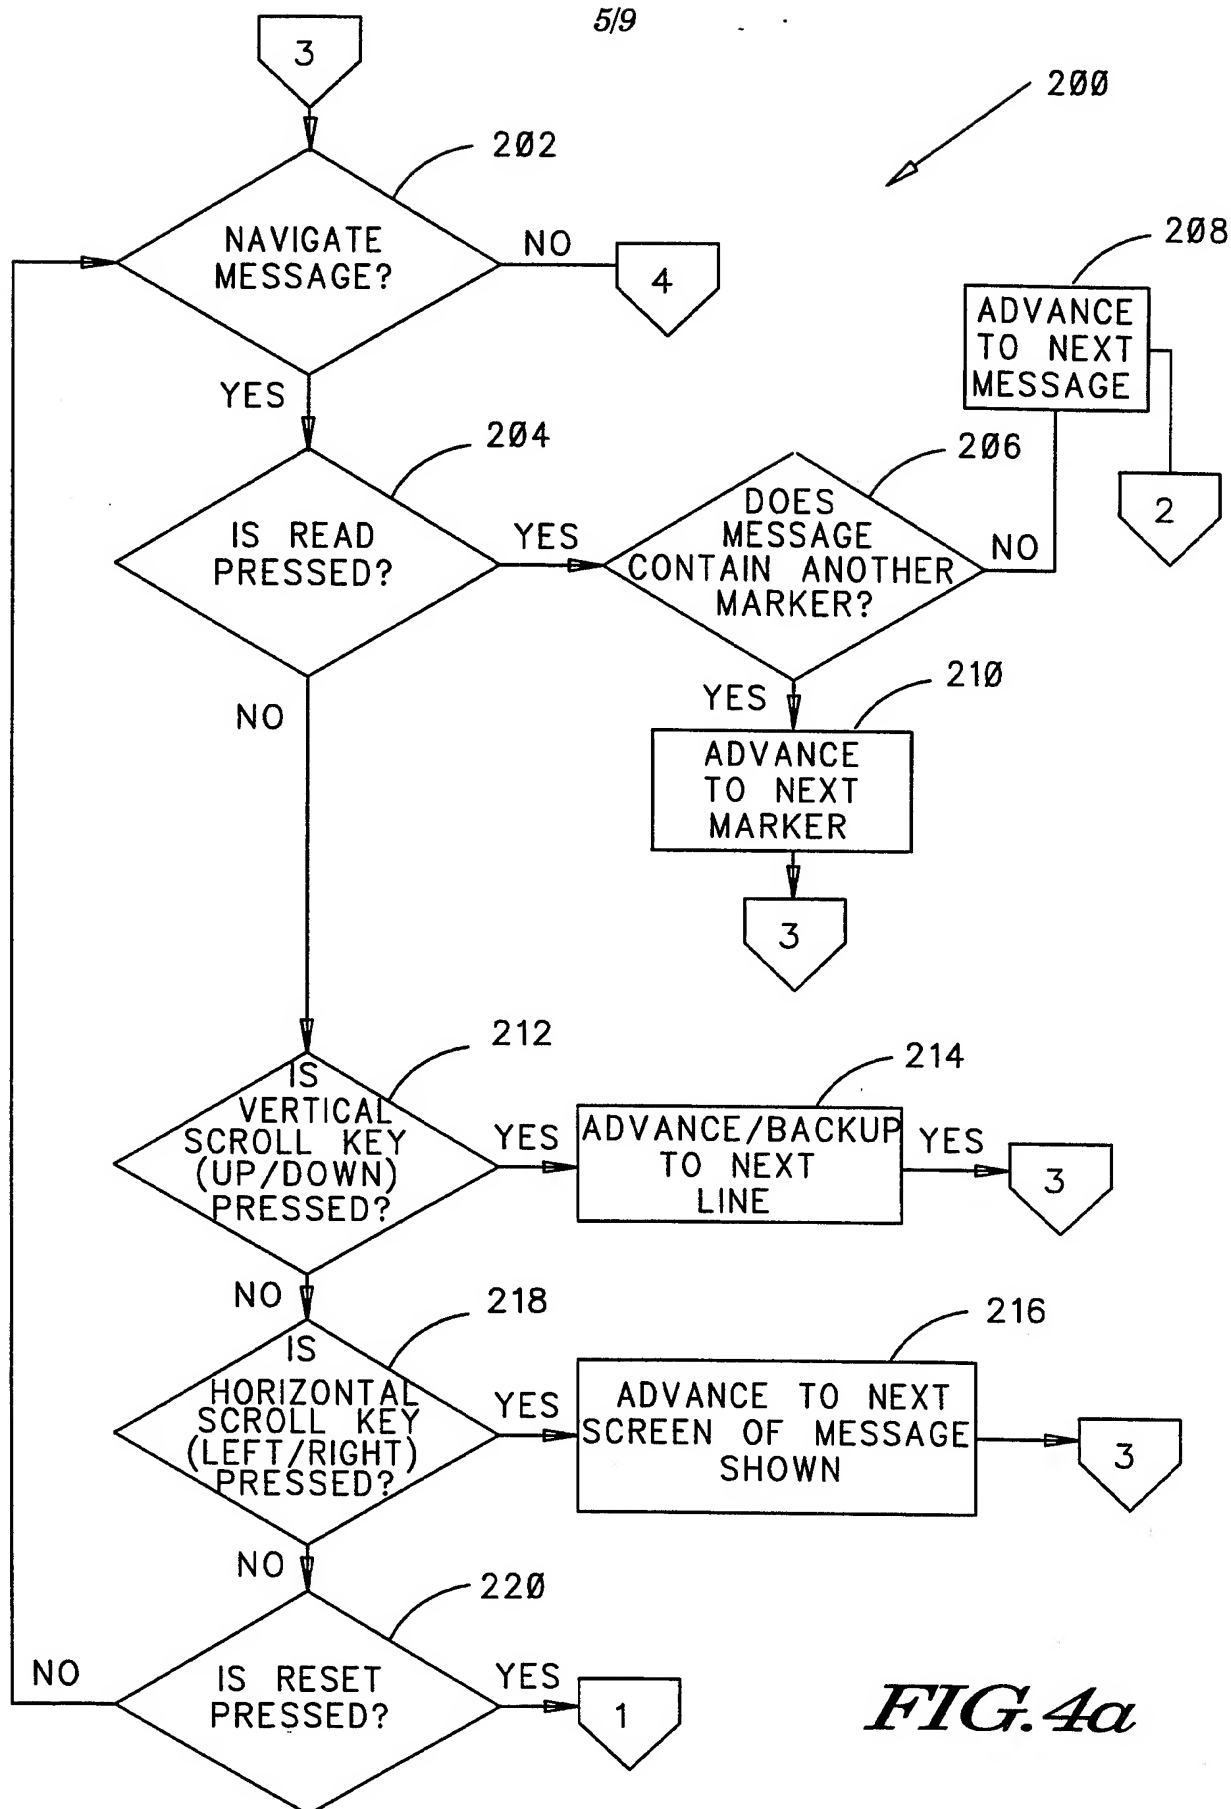 5/9
3
200
202
NAVIGATE
MESSAGE?
NO
4
208
ADVANCE
TO NEXT
MESSAGE
2
YES
204
IS READ
PRESSED?
YES
206
DOES
MESSAGE
CONTAIN ANOTHER
MARKER?
NO
210
YES
ADVANCE
TO NEXT
MARKER
3
NO
212
IS
VERTICAL
SCROLL KEY
(UP/DOWN)
PRESSED?
YES
214
ADVANCE/BACKUP
TO NEXT
LINE
YES
3
NO
218
IS
HORIZONTAL
SCROLL KEY
(LEFT/RIGHT)
PRESSED?
YES
216
ADVANCE TO NEXT
SCREEN OF MESSAGE
SHOWN
3
NO
220
IS RESET
PRESSED?
NO
YES
1
FIG.4a